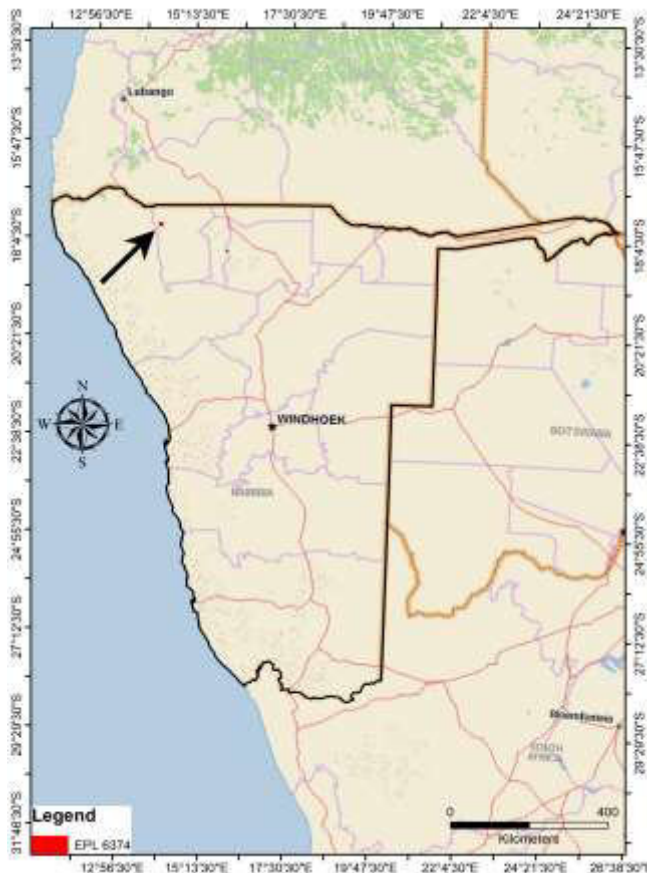 12°56'30"E 15°13'30"E 17°30'30"E 19°47'30"E 22°4'30"E 24°21'30"E
13°30'30"S
15°47'30"S
18°4'30"S
20°21'30"S
22°38'30"S
24°55'30"S
27°12'30"S
29°29'30"S
31°46'30"S
Lubango
N
W E
S
WINDHOEK
BOTSWANA
NAMIBIA
15°47'30"S
18°4'30"S
20°21'30"S
22°38'30"S
24°55'30"S
27°12'30"S
29°29'30"S
Bloemfontein
SOUTH
AFRICA
Legend
EPL 6374
0 400
Kilometers
12°56'30"E 15°13'30"E 17°30'30"E 19°47'30"E 22°4'30"E 24°21'30"E 26°38'30"E